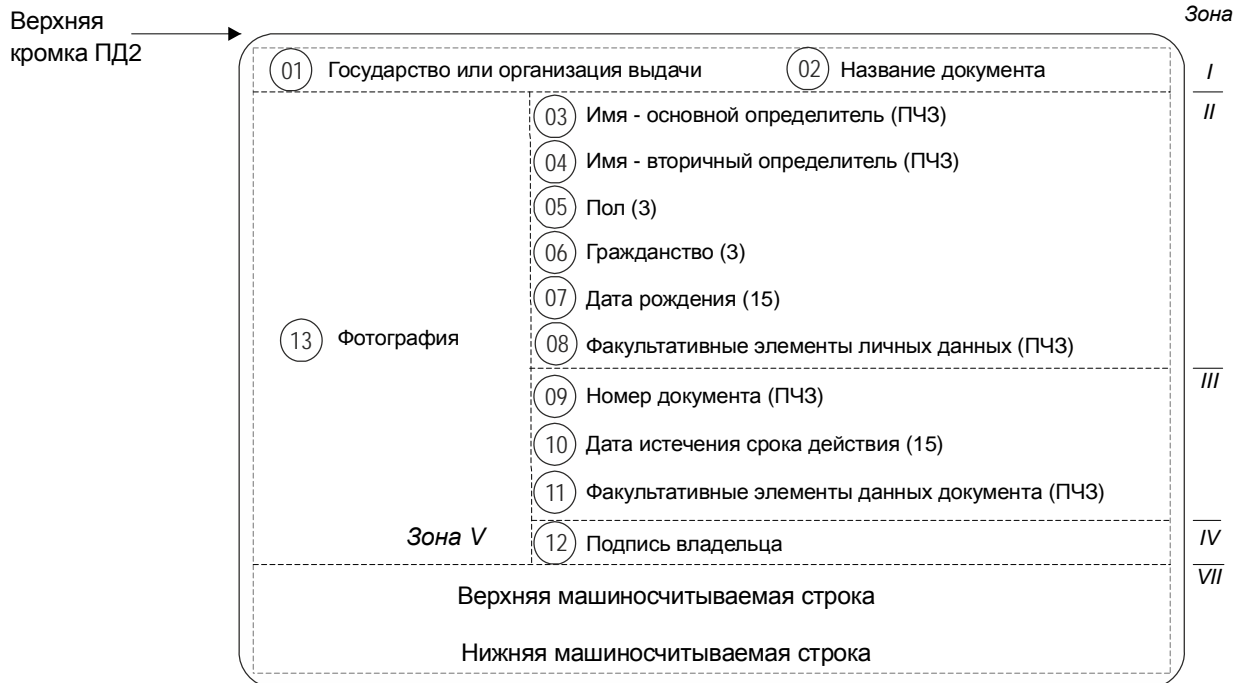 Зона
Верхняя
кромка ПД2
01 Государство или организация выдачи 02 Название документа I
II
03 Имя - основной определитель (ПЧЗ)
04 Имя - вторичный определитель (ПЧЗ)
05 Пол (3)
06 Гражданство (3)
07 Дата рождения (15)
13 Фотография
08 Факультативные элементы личных данных (ПЧЗ)
III
09 Номер документа (ПЧЗ)
10 Дата истечения срока действия (15)
11 Факультативные элементы данных документа (ПЧЗ)
Зона V
12 Подпись владельца IV
VII
Верхняя машиносчитываемая строка
Нижняя машиносчитываемая строка